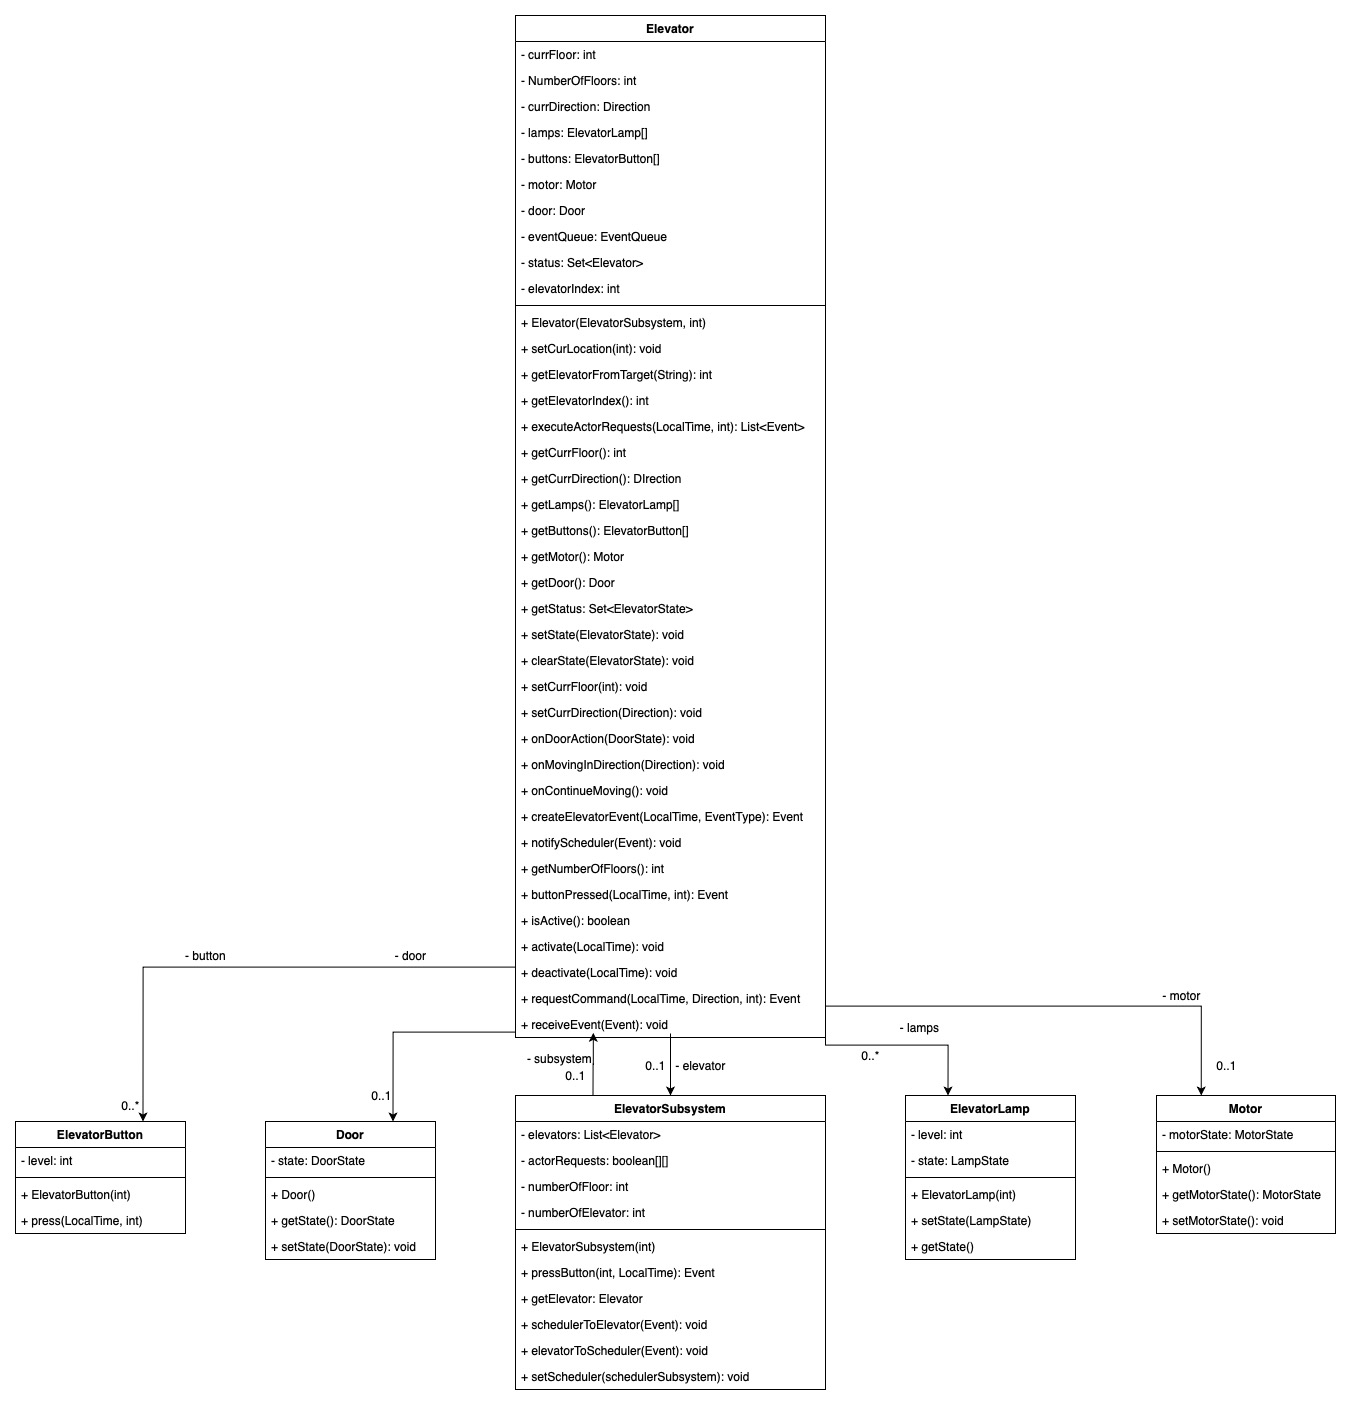 Elevator
- currFloor: int
- NumberOfFloors: int
- currDirection: Direction
- lamps: ElevatorLamp[]
- buttons: ElevatorButton[]
- motor: Motor
- door: Door
- eventQueue: EventQueue
- status: Set<Elevator>
- elevatorIndex: int
+ Elevator(ElevatorSubsystem, int)
+ setCurLocation(int): void
+ getElevatorFromTarget(String): int
+ getElevatorIndex(): int
+ executeActorRequests(LocalTime, int): List<Event>
+ getCurrFloor(): int
+ getCurrDirection(): DIrection
+ getLamps(): ElevatorLamp[]
+ getButtons(): ElevatorButton[]
+ getMotor(): Motor
+ getDoor(): Door
+ getStatus: Set<ElevatorState>
+ setState(ElevatorState): void
+ clearState(ElevatorState): void
+ setCurrFloor(int): void
+ setCurrDirection(Direction): void
+ onDoorAction(DoorState): void
+ onMovingInDirection(Direction): void
+ onContinueMoving(): void
+ createElevatorEvent(LocalTime, EventType): Event
+ notifyScheduler(Event): void
+ getNumberOfFloors(): int
+ buttonPressed(LocalTime, int): Event
+ isActive(): boolean
+ activate(LocalTime): void
+ deactivate(LocalTime): void
+ requestCommand(LocalTime, Direction, int): Event
+ receiveEvent(Event): void
- button
- door
- motor
- lamps
- subsystem
- elevator
0..*
0..1
0..1
0..1
0..*
0..1
ElevatorButton
- level: int
+ ElevatorButton(int)
+ press(LocalTime, int)
Door
- state: DoorState
+ Door()
+ getState(): DoorState
+ setState(DoorState): void
ElevatorSubsystem
- elevators: List<Elevator>
- actorRequests: boolean[][]
- numberOfFloor: int
- numberOfElevator: int
+ ElevatorSubsystem(int)
+ pressButton(int, LocalTime): Event
+ getElevator: Elevator
+ schedulerToElevator(Event): void
+ elevatorToScheduler(Event): void
+ setScheduler(schedulerSubsystem): void
ElevatorLamp
- level: int
- state: LampState
+ ElevatorLamp(int)
+ setState(LampState)
+ getState()
Motor
- motorState: MotorState
+ Motor()
+ getMotorState(): MotorState
+ setMotorState(): void